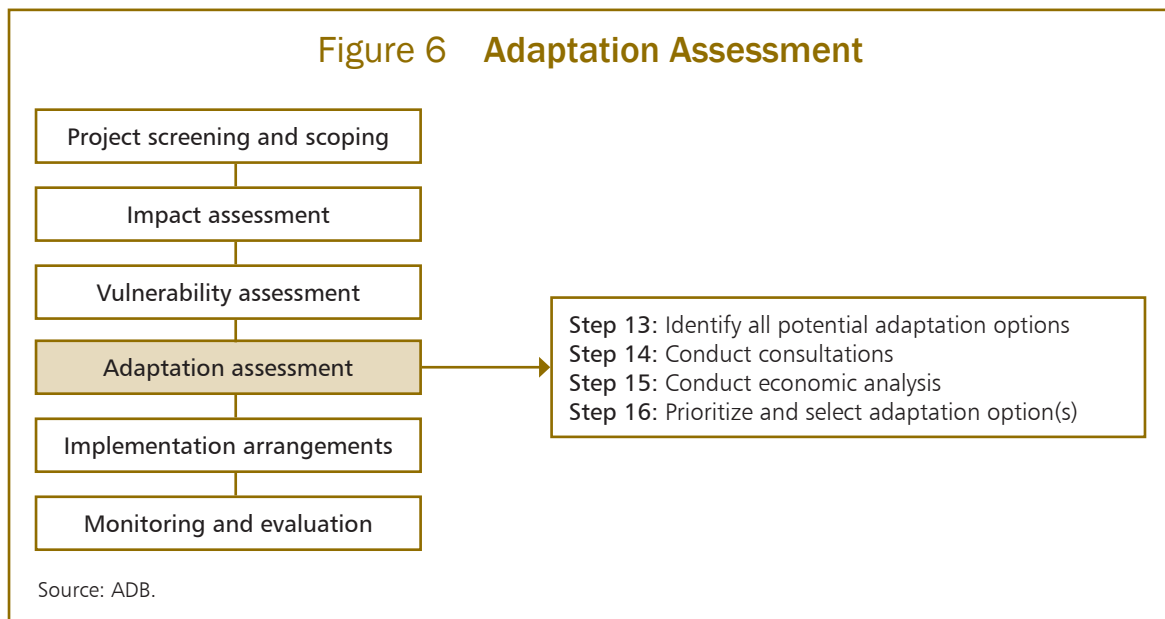 Figure 6 Adaptation Assessment
Project screening and scoping
Impact assessment
Vulnerability assessment
Adaptation assessment
Step 13: Identify all potential adaptation options
Step 14: Conduct consultations
Step 15: Conduct economic analysis
Step 16: Prioritize and select adaptation option(s)
Implementation arrangements
Monitoring and evaluation
Source: ADB.